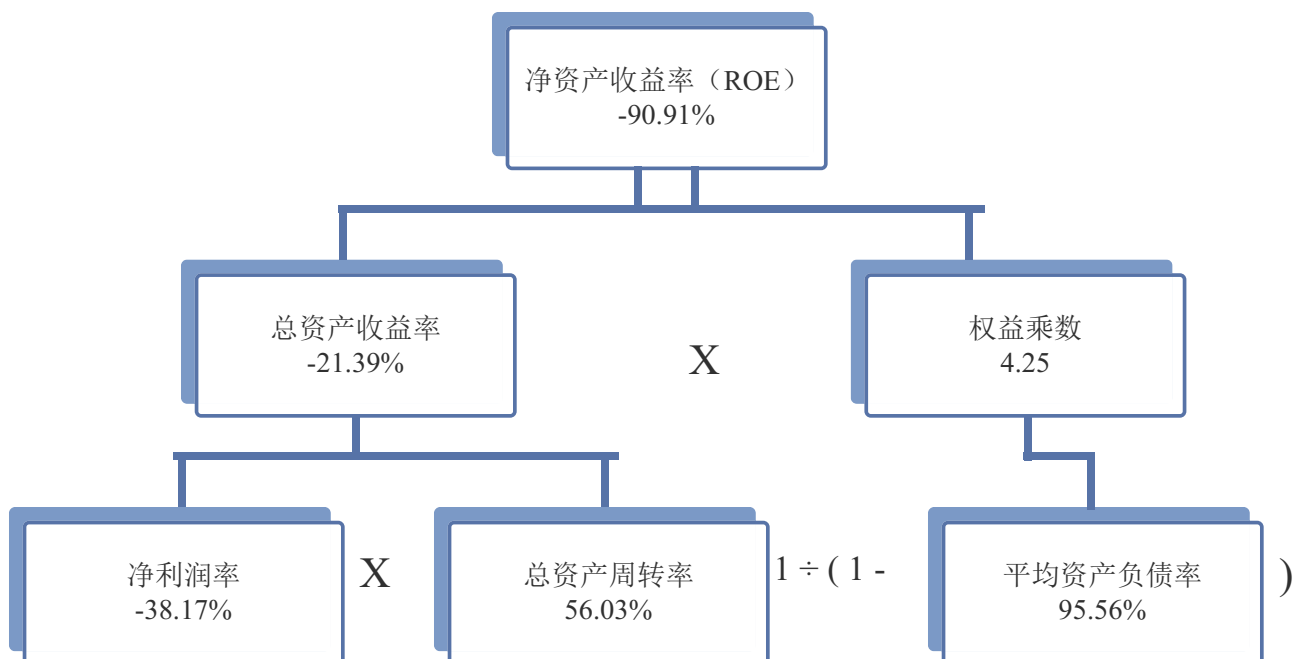 净资产收益率（ROE）
-90.91%
总资产收益率
-21.39%
X
权益乘数
4.25
净利润率
-38.17%
X
总资产周转率
56.03%
1 ÷ ( 1 -
平均资产负债率
95.56%
)